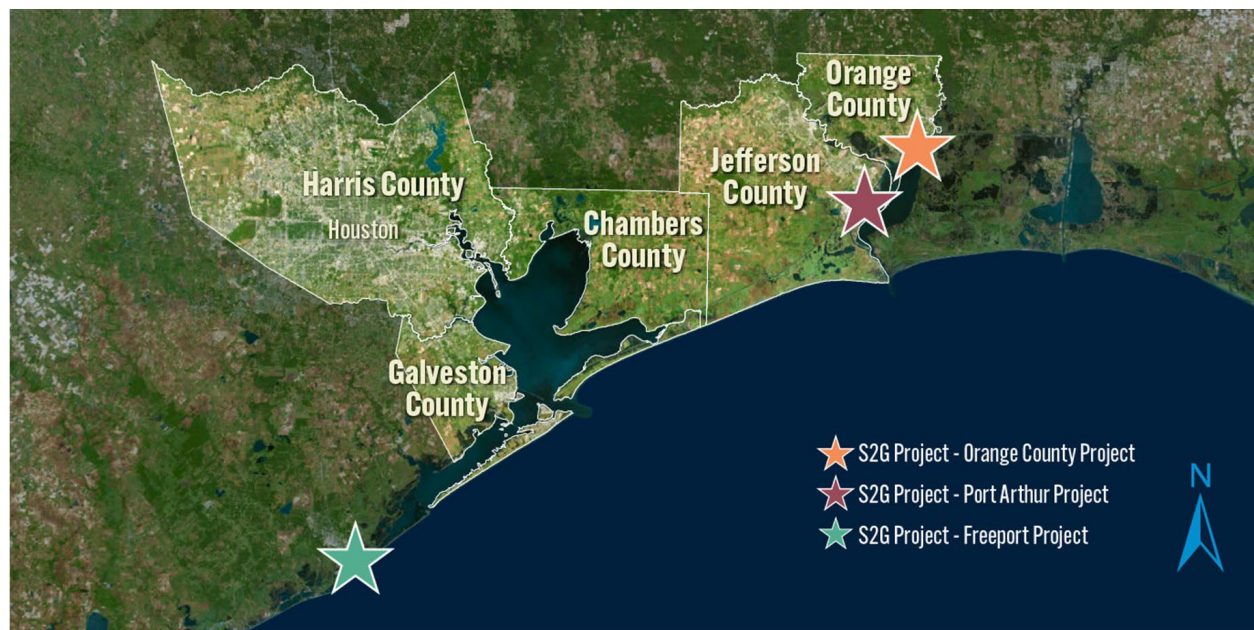 Orange
County
Jefferson
County
Harris County
Houston
Chambers
County
Galveston
County
S2G Project - Orange County Project
S2G Project - Port Arthur Project
S2G Project - Freeport Project
N